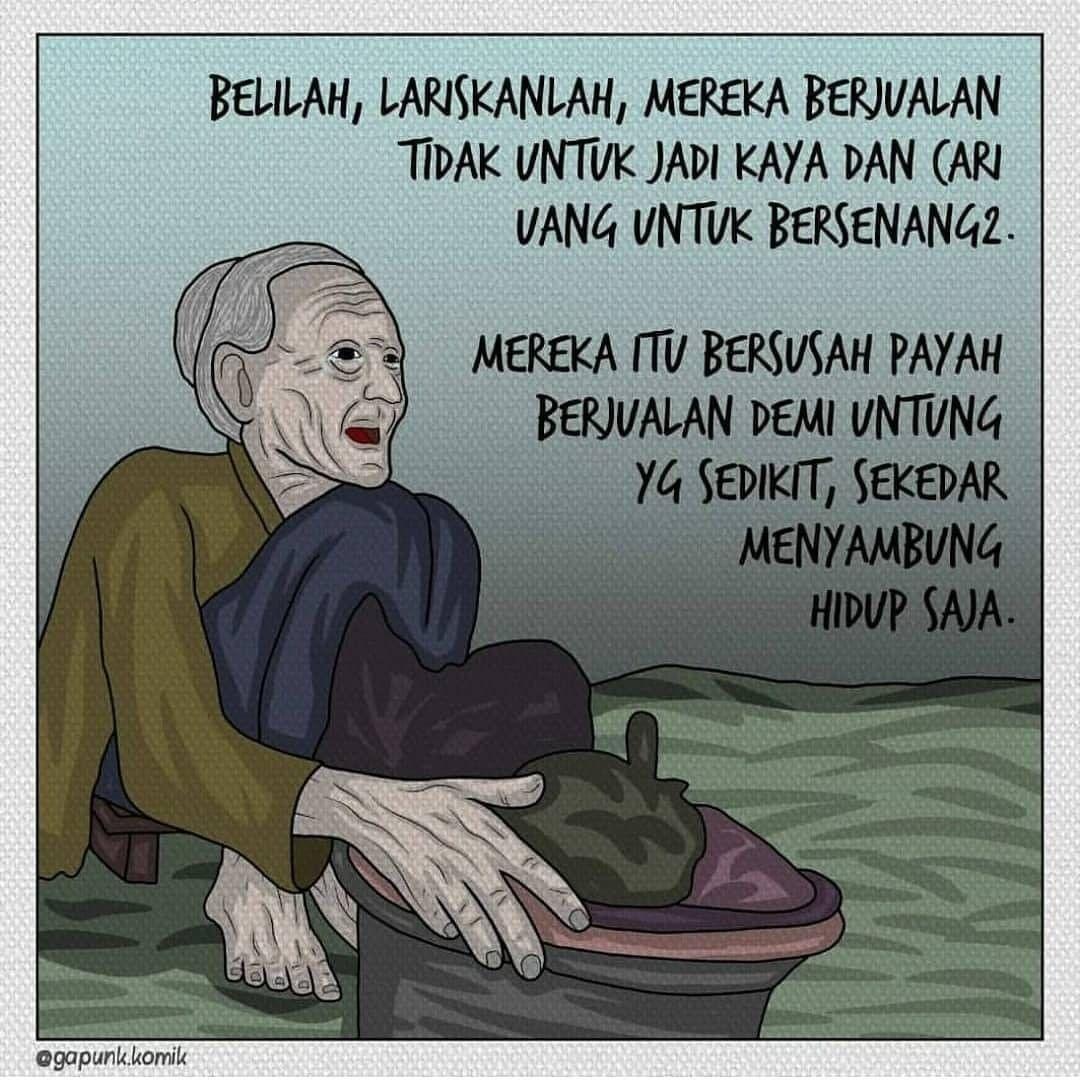 BELILAH, LARISKANLAH, MEREKA BERJUALAN
TIDAK UNTUK JADI KAYA DAN CARI
UANG UNTUK BERSENANG2.
MEREKA ITU BERSUSAH PAYAH
BERJUALAN DEMI UNTUNG
YG SEDIKIT, SEKEDAR
MENYAMBUNG
HIDUP SAJA.
@gapunk.komik